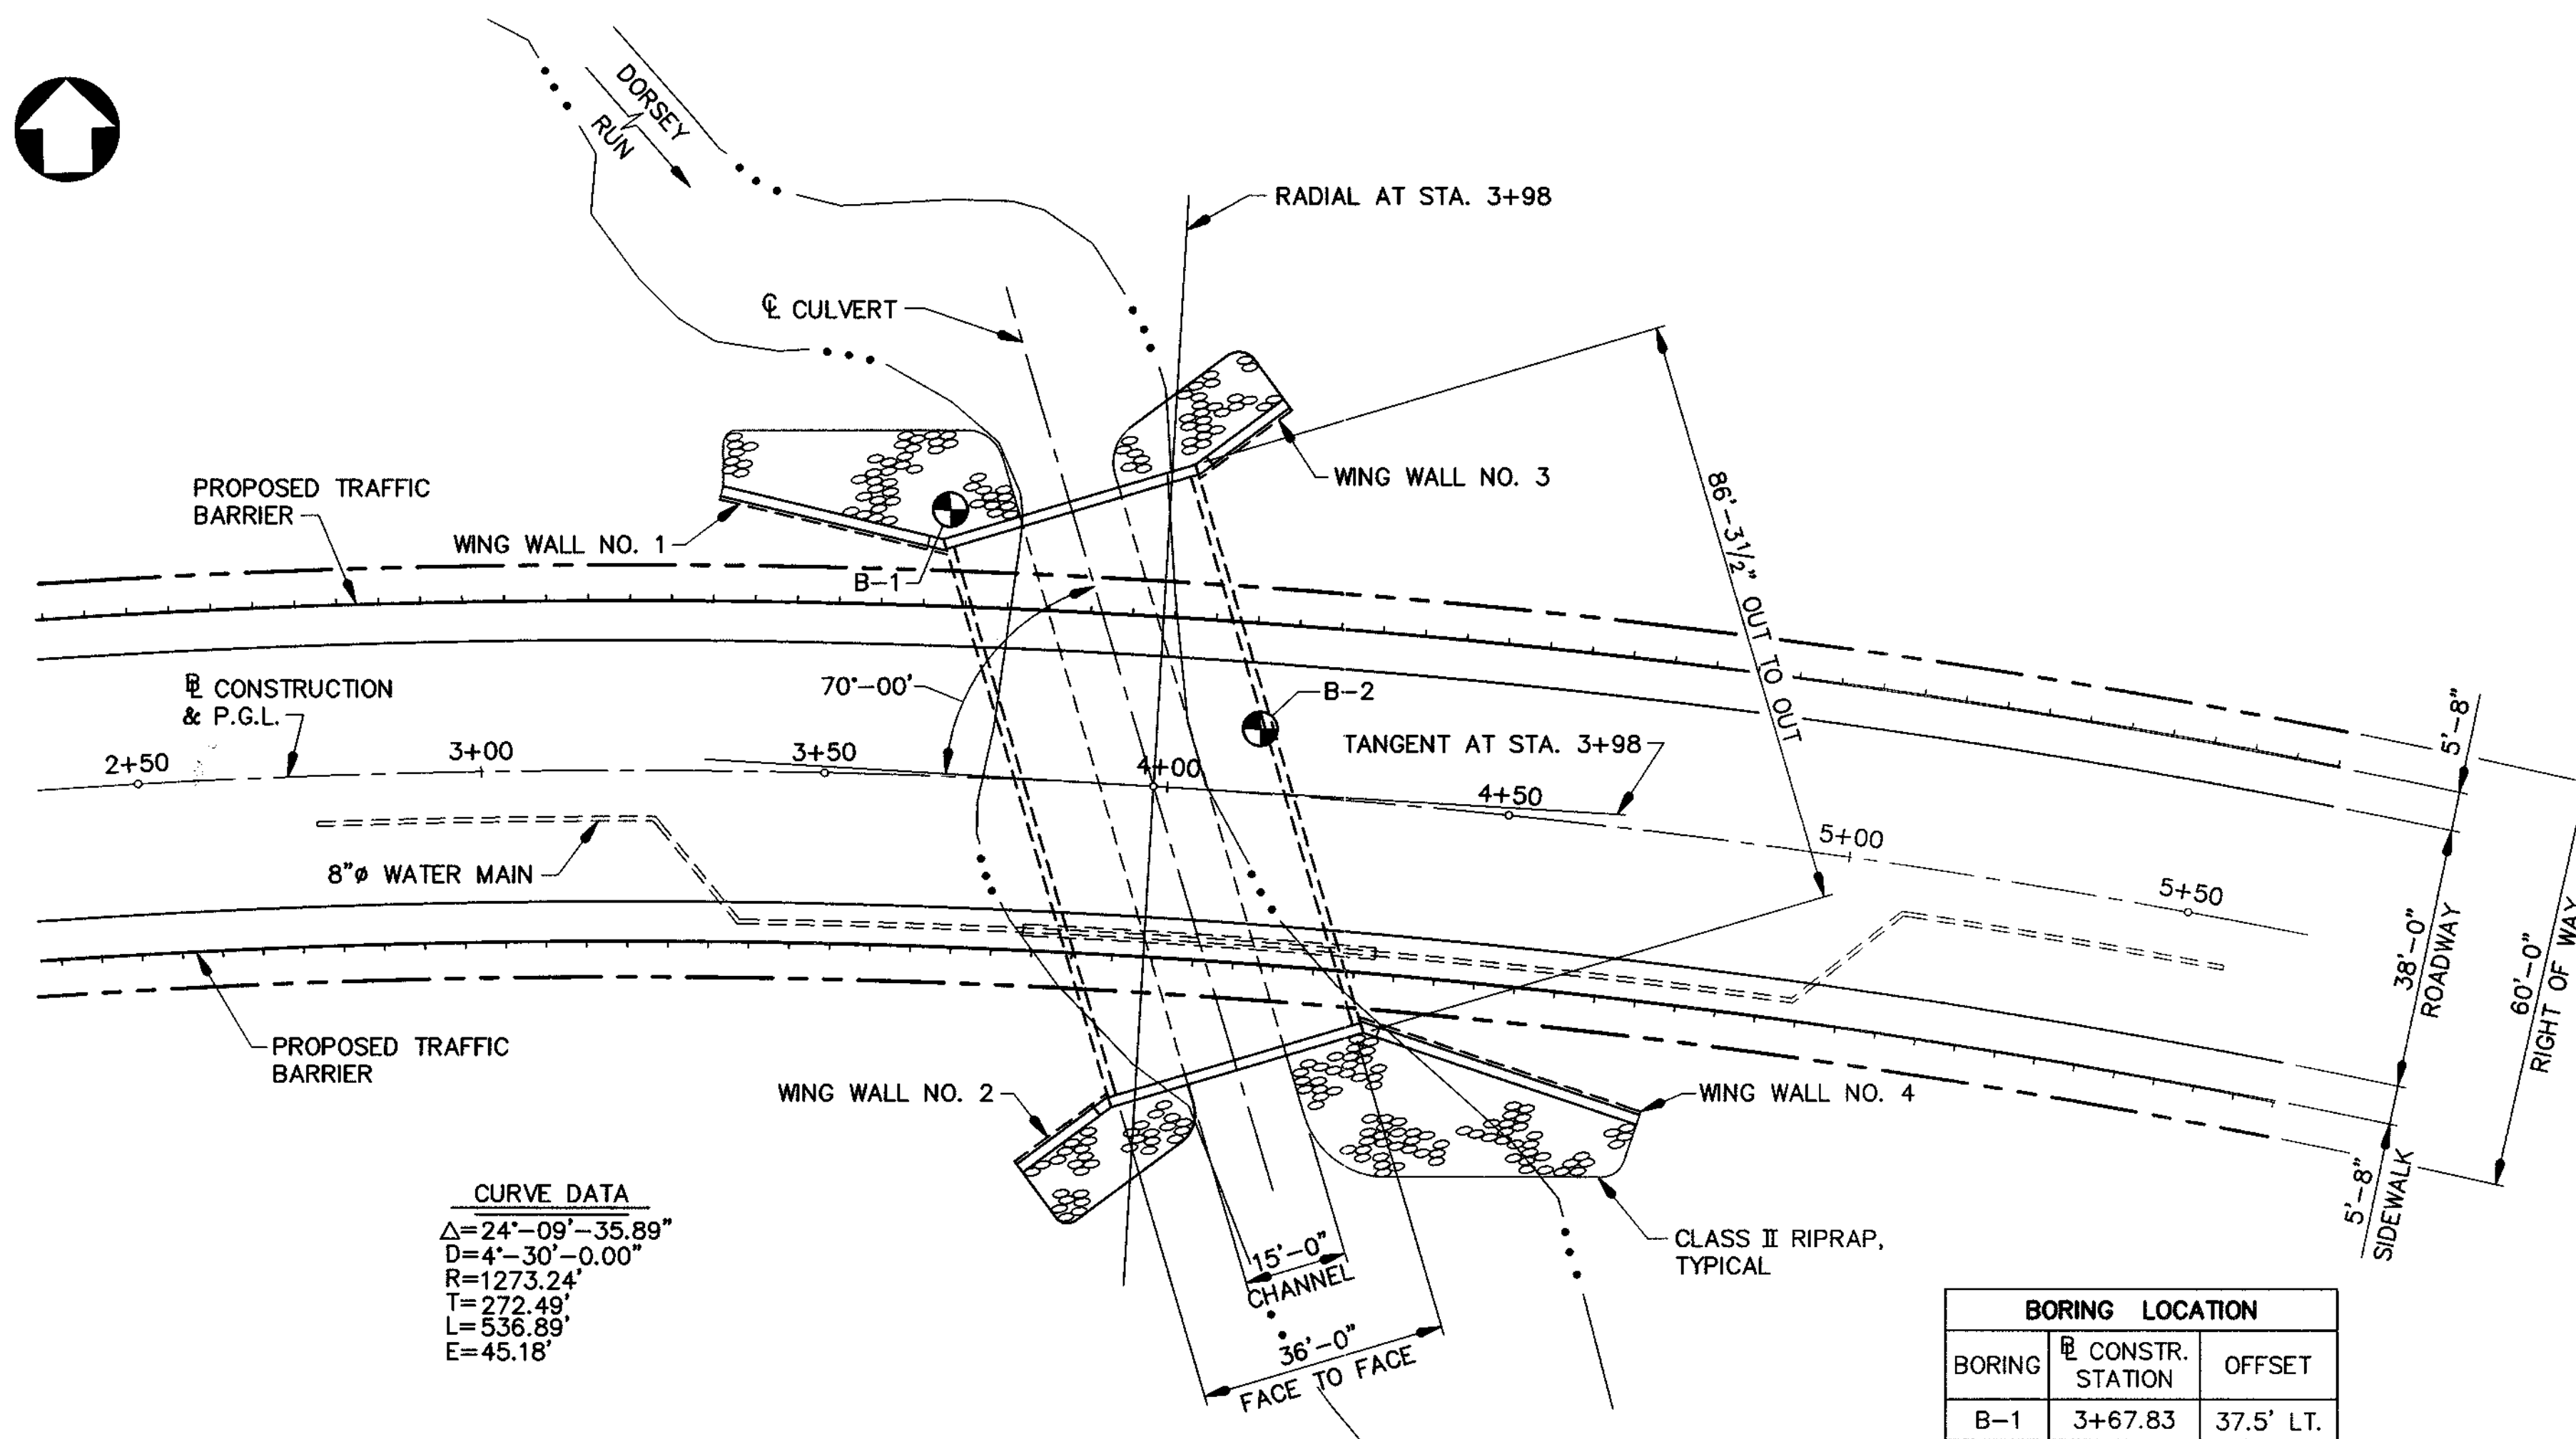 DORSEY
RUN
RADIAL AT STA. 3+98
℄ CULVERT
WING WALL NO. 3
PROPOSED TRAFFIC
BARRIER
WING WALL NO. 1
B-1
86'-3½" OUT TO OUT
70°-00'
B-2
℄ CONSTRUCTION
& P.G.L.
2+50
3+00
3+50
4+00
TANGENT AT STA. 3+98
4+50
5+00
5+50
5'-8"
8"ø WATER MAIN
38'-0"
ROADWAY
60'-0"
RIGHT OF WAY
PROPOSED TRAFFIC
BARRIER
WING WALL NO. 2
WING WALL NO. 4
5'-8"
SIDEWALK
CURVE DATA
△=24°-09'-35.89"
D=4°-30'-0.00"
R=1273.24'
T=272.49'
L=536.89'
E=45.18'
15'-0"
CHANNEL
36'-0"
FACE TO FACE
CLASS II RIPRAP,
TYPICAL
BORING LOCATION
BORING
BL CONSTR.
STATION
OFFSET
B-1 3+67.83 37.5' LT.